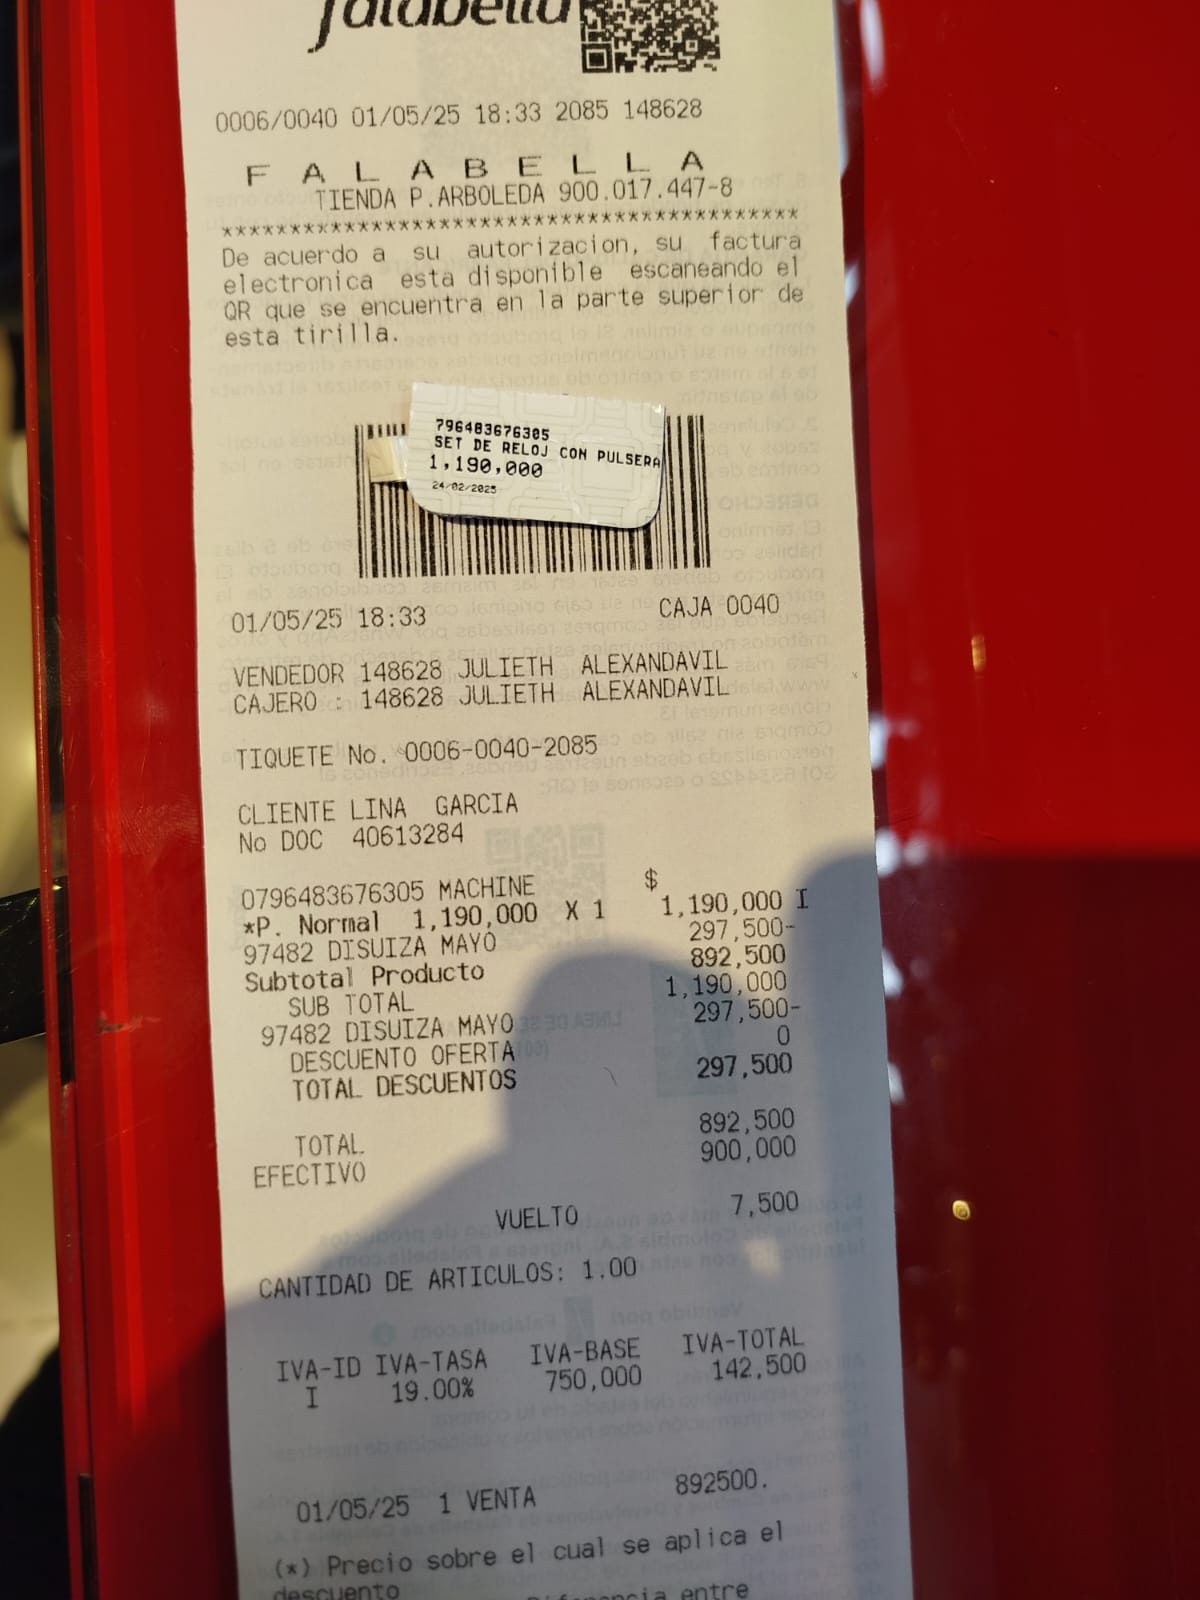 falabella
0006/0040 01/05/25 18:33 2085 148628
F A L A B E L L A
TIENDA P.ARBOLEDA 900.017.447-8
********************************************
De acuerdo a su autorizacion, su factura
electronica esta disponible escaneando el
QR que se encuentra en la parte superior de
esta tirilla.
796483676305
SET DE RELOJ CON PULSERA
1,190,000
24/02/2025
01/05/25 18:33 CAJA 0040
VENDEDOR 148628 JULIETH ALEXANDAVIL
CAJERO : 148628 JULIETH ALEXANDAVIL
TIQUETE No. 0006-0040-2085
CLIENTE LINA GARCIA
No DOC 40613284
$
0796483676305 MACHINE
*P. Normal 1,190,000 X 1 1,190,000 I
97482 DISUIZA MAYO 297,500-
Subtotal Producto 892,500
SUB TOTAL 1,190,000
97482 DISUIZA MAYO 297,500-
DESCUENTO OFERTA 0
TOTAL DESCUENTOS 297,500
TOTAL 892,500
EFECTIVO 900,000
VUELTO 7,500
CANTIDAD DE ARTICULOS: 1.00
IVA-ID IVA-TASA IVA-BASE IVA-TOTAL
I 19.00% 750,000 142,500
01/05/25 1 VENTA 892500.
(*) Precio sobre el cual se aplica el
descuento
Diferencia entre